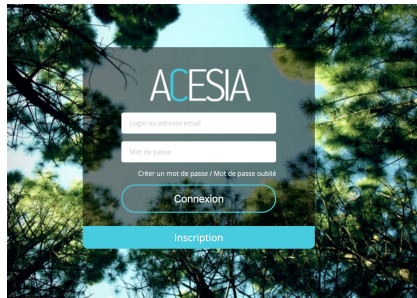 ACESIA
Login ou adresse email
Mot de passe
Créer un mot de passe / Mot de passe oublié
Connexion
Inscription